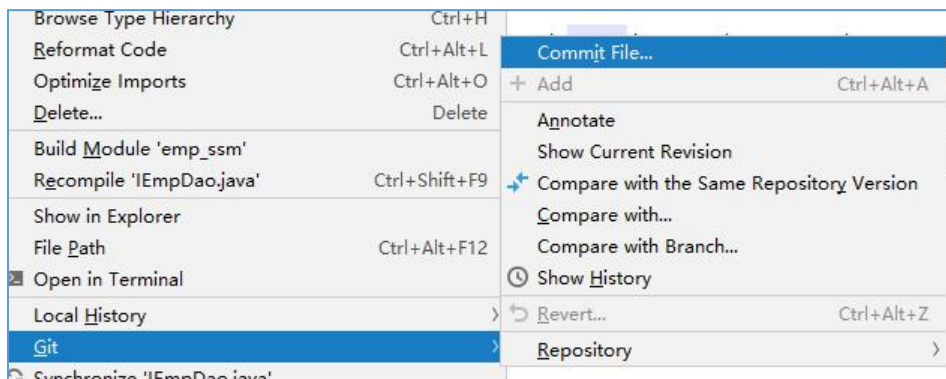 Browse Type Hierarchy Ctrl+H
Reformat Code Ctrl+Alt+L
Optimize Imports Ctrl+Alt+O
Delete... Delete
Build Module 'emp_ssm'
Recompile 'IEmpDao.java' Ctrl+Shift+F9
Show in Explorer
File Path Ctrl+Alt+F12
Open in Terminal
Local History
Git
Synchronize 'IEmpDao.java'
Commit File...
Add Ctrl+Alt+A
Annotate
Show Current Revision
Compare with the Same Repository Version
Compare with...
Compare with Branch...
Show History
Revert... Ctrl+Alt+Z
Repository